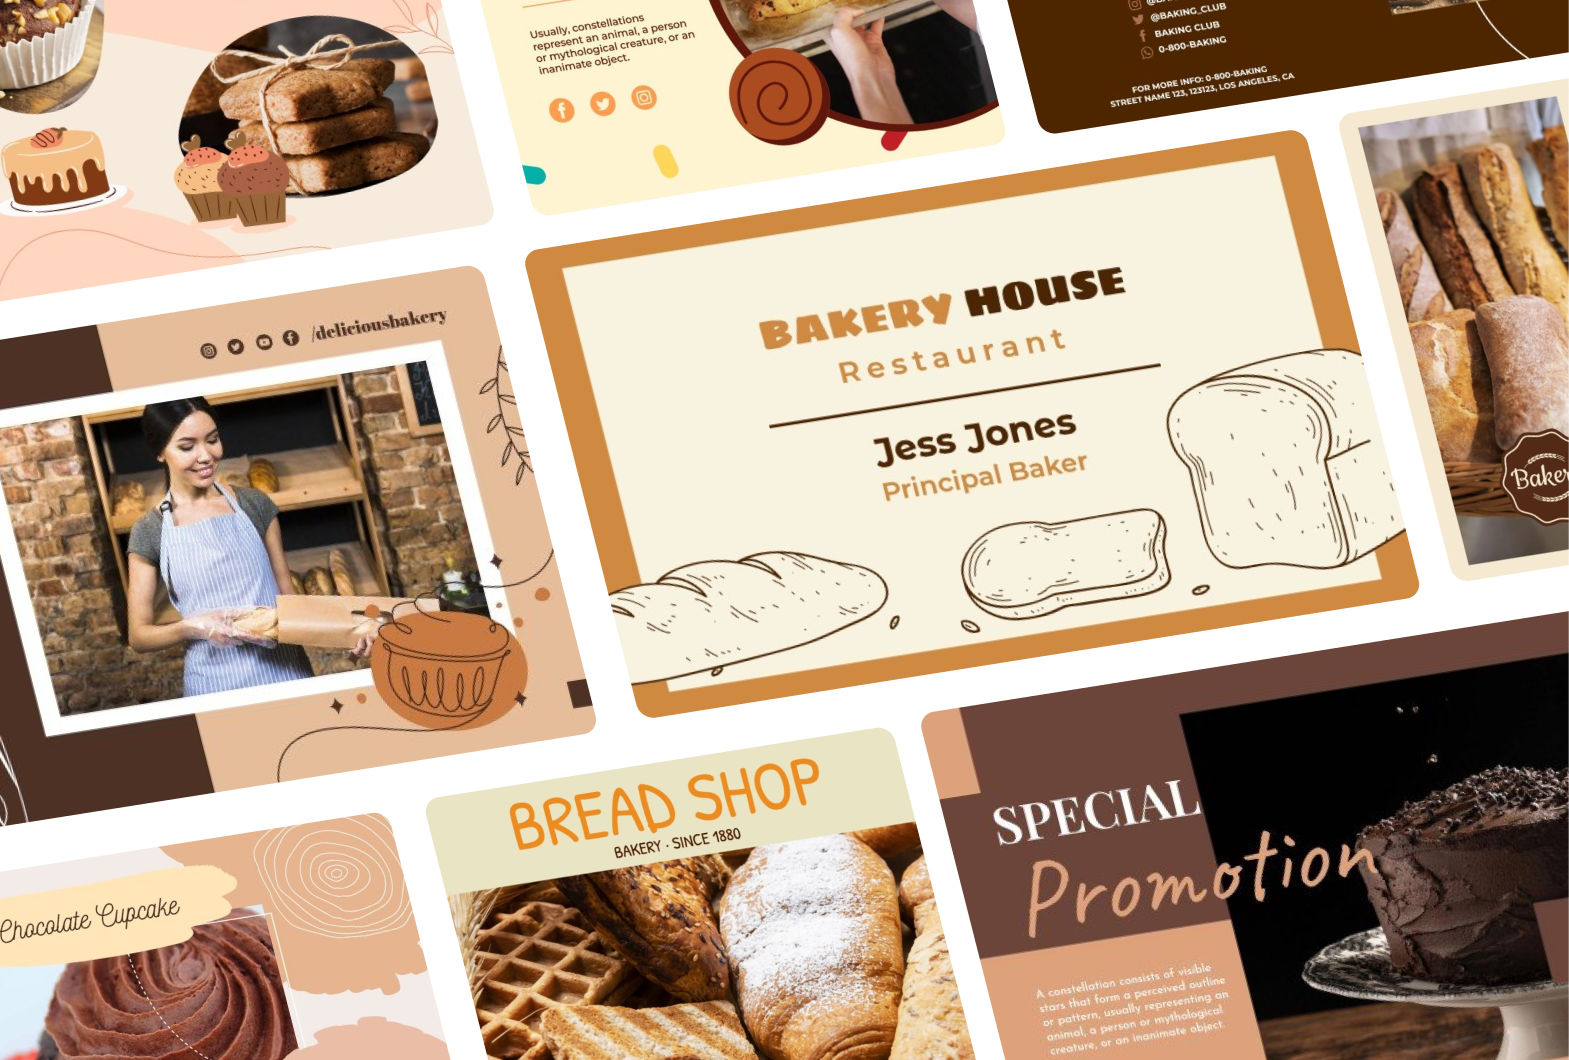 Usually, constellations
represent an animal, a person
or mythological creature, or an
inanimate object.
@BAKING_CLUB
BAKING CLUB
0-800-BAKING
FOR MORE INFO: 0-800-BAKING
STREET NAME 123, 123123, LOS ANGELES, CA
/deliciousbakery
BAKERY HOUSE
Restaurant
Jess Jones
Principal Baker
Chocolate Cupcake
BREAD SHOP
BAKERY · SINCE 1880
SPECIAL
Promotion
A constellation consists of visible
stars that form a perceived outline
or pattern, usually representing an
animal, a person or mythological
creature, or an inanimate object.